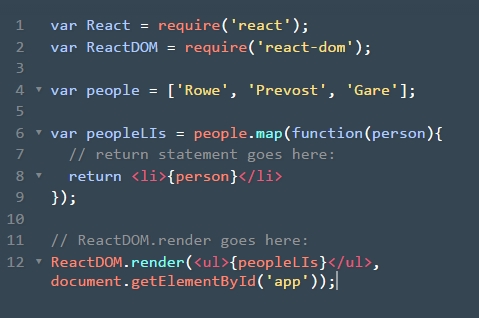 1 var React = require('react');
2 var ReactDOM = require('react-dom');
3
4 var people = ['Rowe', 'Prevost', 'Gare'];
5
6 var peopleLIs = people.map(function(person){
7   // return statement goes here:
8   return <li>{person}</li>
9 });
10
11 // ReactDOM.render goes here:
12 ReactDOM.render(<ul>{peopleLIs}</ul>,
document.getElementById('app'));